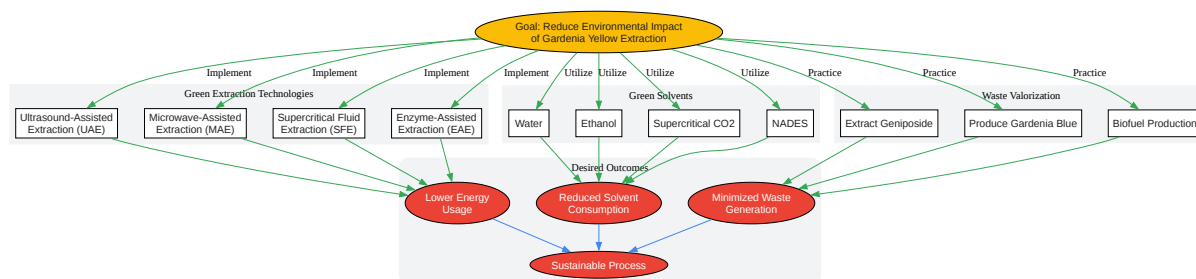 Goal: Reduce Environmental Impact
of Gardenia Yellow Extraction
Implement
Implement
Implement
Implement
Utilize
Utilize
Utilize
Utilize
Practice
Practice
Practice
Green Extraction Technologies
Green Solvents
Waste Valorization
Ultrasound-Assisted
Extraction (UAE)
Microwave-Assisted
Extraction (MAE)
Supercritical Fluid
Extraction (SFE)
Enzyme-Assisted
Extraction (EAE)
Water
Ethanol
Supercritical CO2
NADES
Extract Geniposide
Produce Gardenia Blue
Biofuel Production
Desired Outcomes
Lower Energy
Usage
Reduced Solvent
Consumption
Minimized Waste
Generation
Sustainable Process